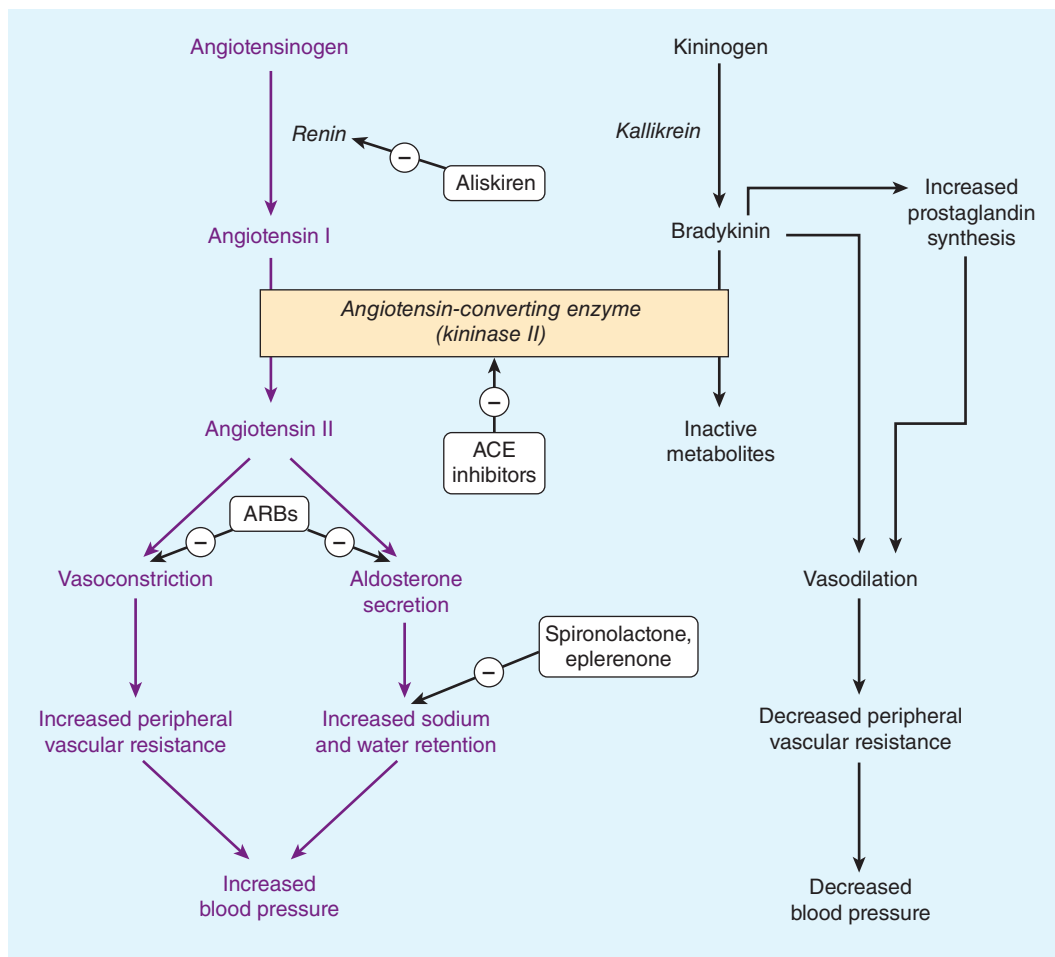 Angiotensinogen
Kininogen
Renin
−
Aliskiren
Kallikrein
Increased
prostaglandin
synthesis
Angiotensin I
Bradykinin
Angiotensin-converting enzyme
(kininase II)
−
ACE
inhibitors
Angiotensin II
Inactive
metabolites
ARBs
−
−
Vasoconstriction
Aldosterone
secretion
Vasodilation
Spironolactone,
eplerenone
−
Increased peripheral
vascular resistance
Increased sodium
and water retention
Decreased peripheral
vascular resistance
Increased
blood pressure
Decreased
blood pressure